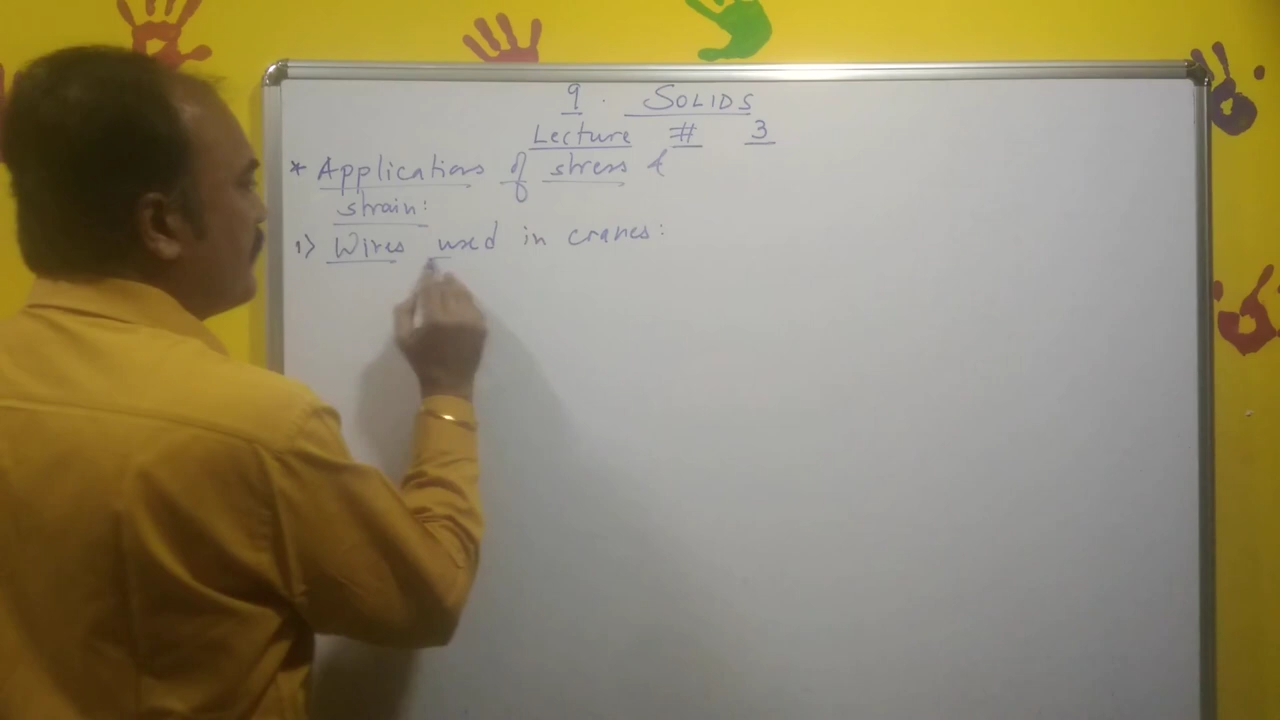 9. SOLIDS
Lecture # 3
* Applications of stress &
strain:
1> Wires used in cranes: